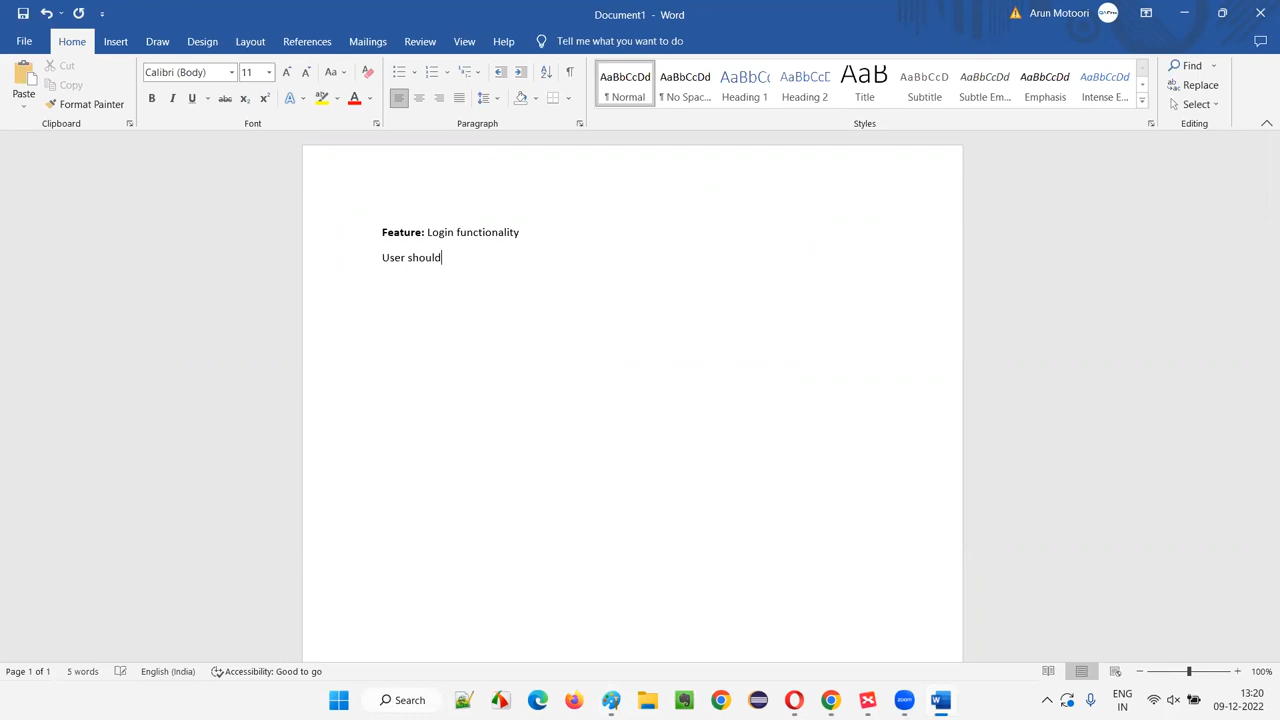 Document1 - Word
Arun Motoori
File Home Insert Draw Design Layout References Mailings Review View Help Tell me what you want to do
Paste
Cut
Copy
Format Painter
Clipboard
Calibri (Body) 11
Font
Paragraph
AaBbCcDd
¶ Normal
AaBbCcDd
¶ No Spac...
AaBbCc
Heading 1
AaBbCcD
Heading 2
AaB
Title
AaBbCcD
Subtitle
AaBbCcDd
Subtle Em...
AaBbCcDd
Emphasis
AaBbCcDd
Intense E...
Styles
Find
Replace
Select
Editing
Feature: Login functionality
User should
Page 1 of 1 5 words English (India) Accessibility: Good to go 100%
Search
ENG
IN
13:20
09-12-2022